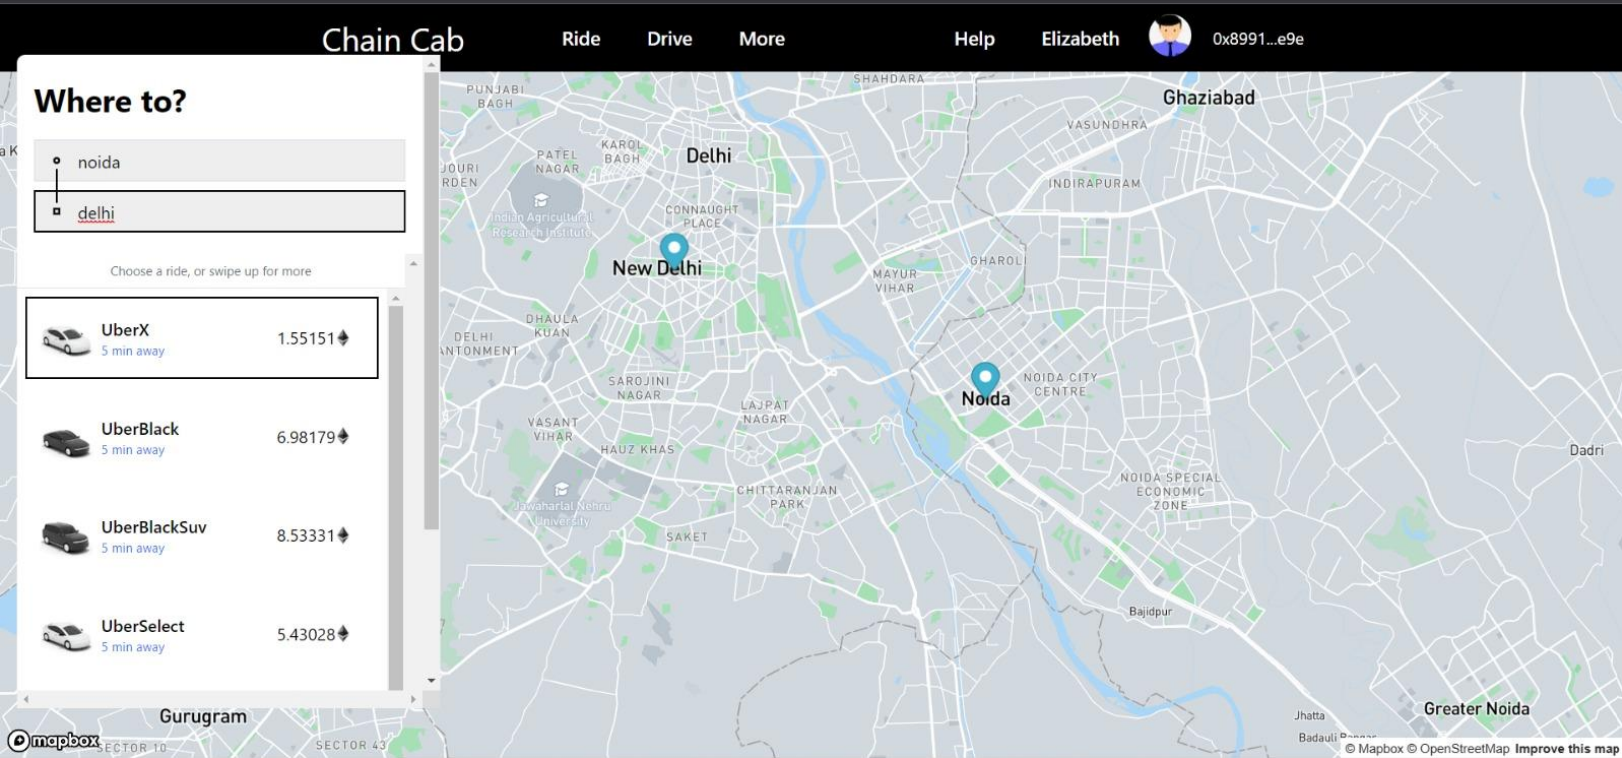 Chain Cab
Ride
Drive
More
Help
Elizabeth
0x8991...e9e
Where to?
noida
delhi
Choose a ride, or swipe up for more
UberX
5 min away
1.55151
UberBlack
5 min away
6.98179
UberBlackSuv
5 min away
8.53331
UberSelect
5 min away
5.43028
a K
PUNJABI
BAGH
SHAHDARA
Ghaziabad
VASUNDHRA
KAROL
BAGH
PATEL
NAGAR
Delhi
JOURI
RDEN
INDIRAPURAM
Indian Agricultural
Research Institute
CONNAUGHT
PLACE
New Delhi
GHAROLI
MAYUR
VIHAR
DHAULA
KUAN
DELHI
ANTONMENT
SAROJINI
NAGAR
NOIDA CITY
CENTRE
Noida
LAJPAT
NAGAR
VASANT
VIHAR
HAUZ KHAS
Dadri
NOIDA SPECIAL
ECONOMIC
ZONE
CHITTARANJAN
PARK
Jawaharlal Nehru
University
SAKET
Bajidpur
Gurugram
Greater Noida
Jhatta
Badauli Bangar
mapbox
SECTOR 10
SECTOR 43
© Mapbox © OpenStreetMap Improve this map